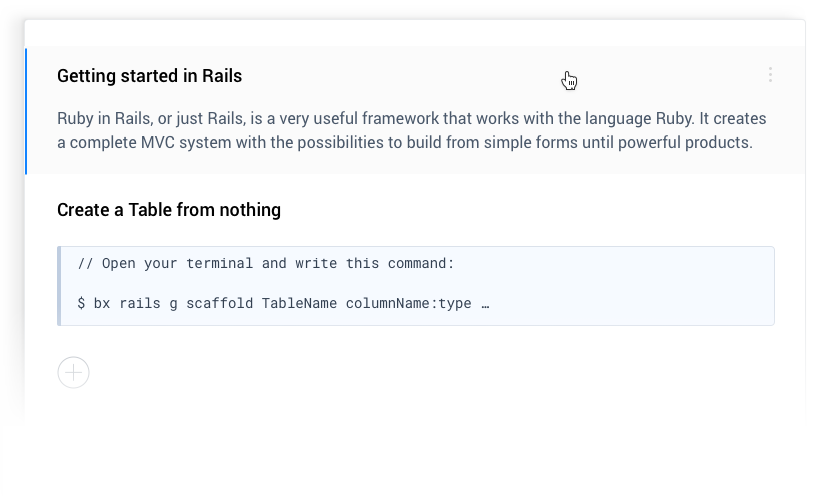 Getting started in Rails
Ruby in Rails, or just Rails, is a very useful framework that works with the language Ruby. It creates
a complete MVC system with the possibilities to build from simple forms until powerful products.
Create a Table from nothing
// Open your terminal and write this command:
$ bx rails g scaffold TableName columnName:type …